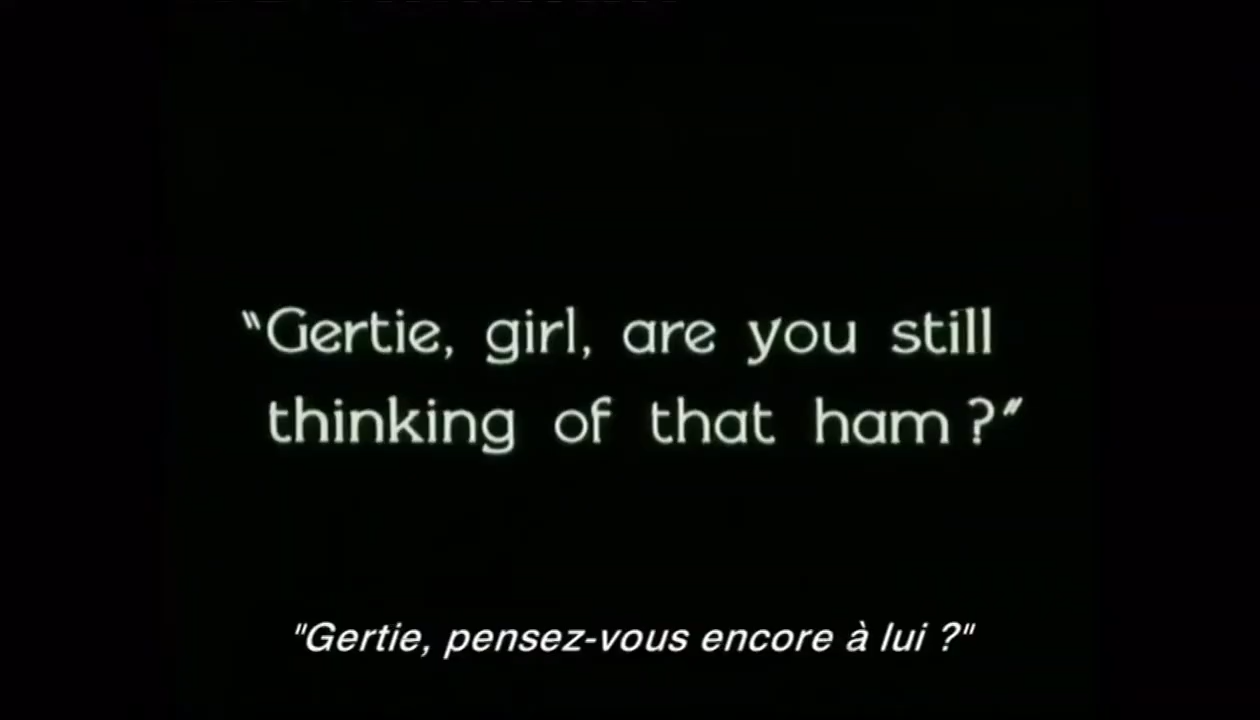 "Gertie, girl, are you still
thinking of that ham?"
"Gertie, pensez-vous encore à lui ?"